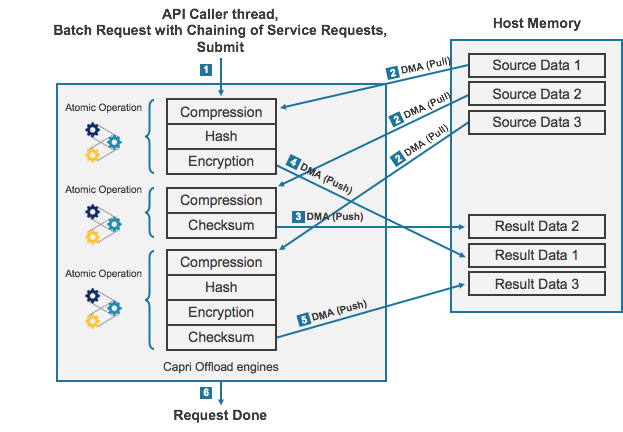 API Caller thread,
Batch Request with Chaining of Service Requests,
Submit
Host Memory
1
2 DMA (Pull)
Source Data 1
Source Data 2
Source Data 3
2 DMA (Pull)
2 DMA (Pull)
Atomic Operation
Compression
Hash
Encryption
4 DMA (Push)
Atomic Operation
Compression
Checksum
3 DMA (Push)
Result Data 2
Result Data 1
Result Data 3
Atomic Operation
Compression
Hash
Encryption
Checksum
5 DMA (Push)
Capri Offload engines
6
Request Done